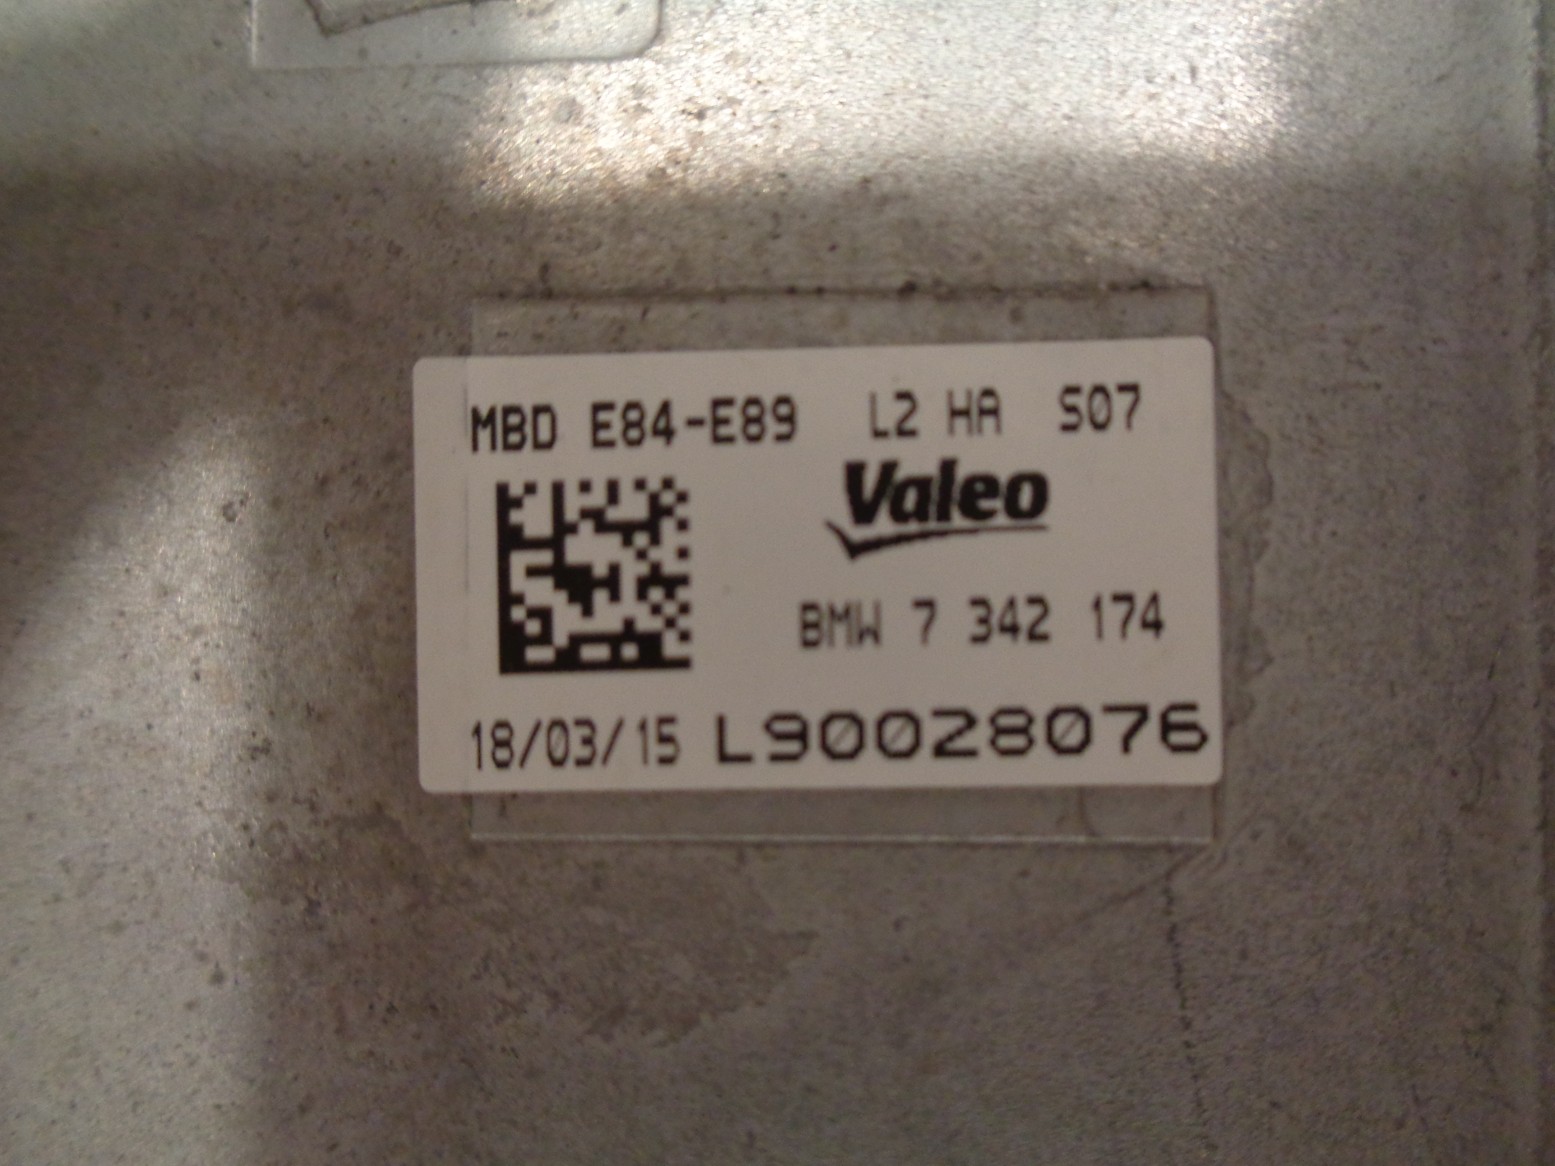 MBD E84-E89 L2 HA S07
Valeo
BMW 7 342 174
18/03/15 L90028076